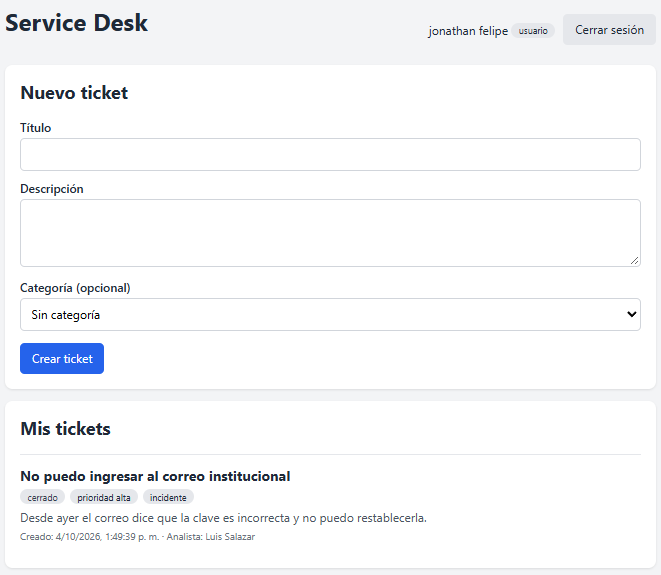 Service Desk
jonathan felipe usuario Cerrar sesión
Nuevo ticket
Título
Descripción
Categoría (opcional)
Sin categoría
Crear ticket
Mis tickets
No puedo ingresar al correo institucional
cerrado prioridad alta incidente
Desde ayer el correo dice que la clave es incorrecta y no puedo restablecerla.
Creado: 4/10/2026, 1:49:39 p. m. · Analista: Luis Salazar